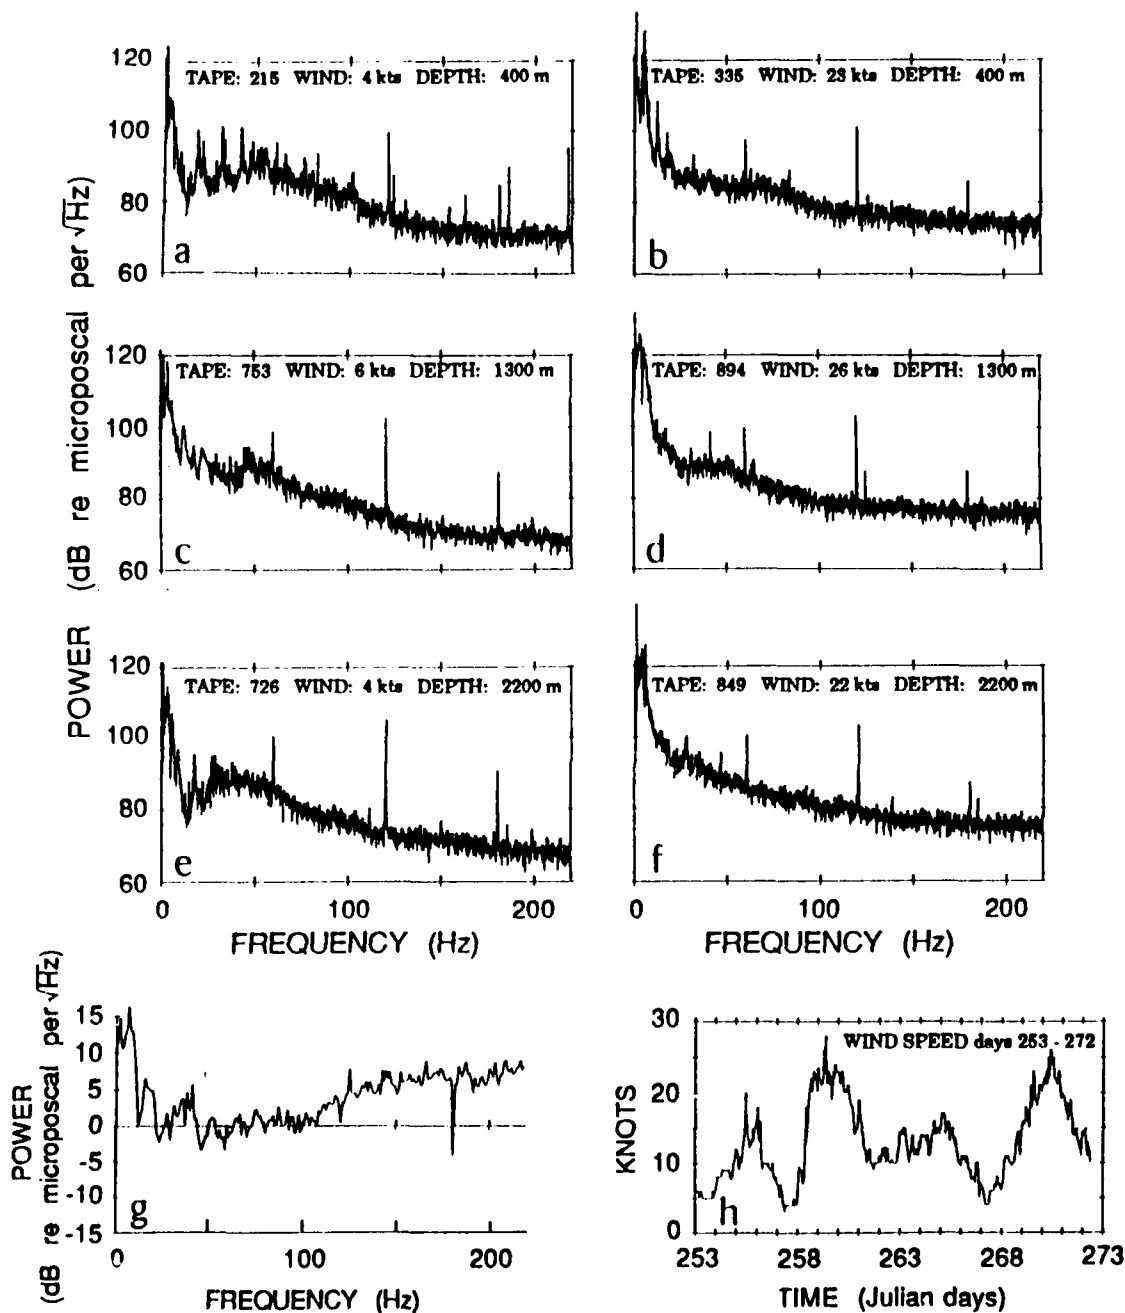 120
100
80
60
TAPE: 215 WIND: 4 kts DEPTH: 400 m
a
TAPE: 335 WIND: 23 kts DEPTH: 400 m
b
120
100
80
60
TAPE: 753 WIND: 6 kts DEPTH: 1300 m
c
TAPE: 894 WIND: 26 kts DEPTH: 1300 m
d
POWER (dB re microposcal per √Hz)
120
100
80
60
TAPE: 726 WIND: 4 kts DEPTH: 2200 m
e
TAPE: 849 WIND: 22 kts DEPTH: 2200 m
f
0 100 200
FREQUENCY (Hz)
0 100 200
FREQUENCY (Hz)
POWER
(dB re microposcal per √Hz)
15
10
5
0
-5
-10
-15
g
0 100 200
FREQUENCY (Hz)
KNOTS
30
20
10
0
WIND SPEED days 253 - 272
h
253 258 263 268 273
TIME (Julian days)